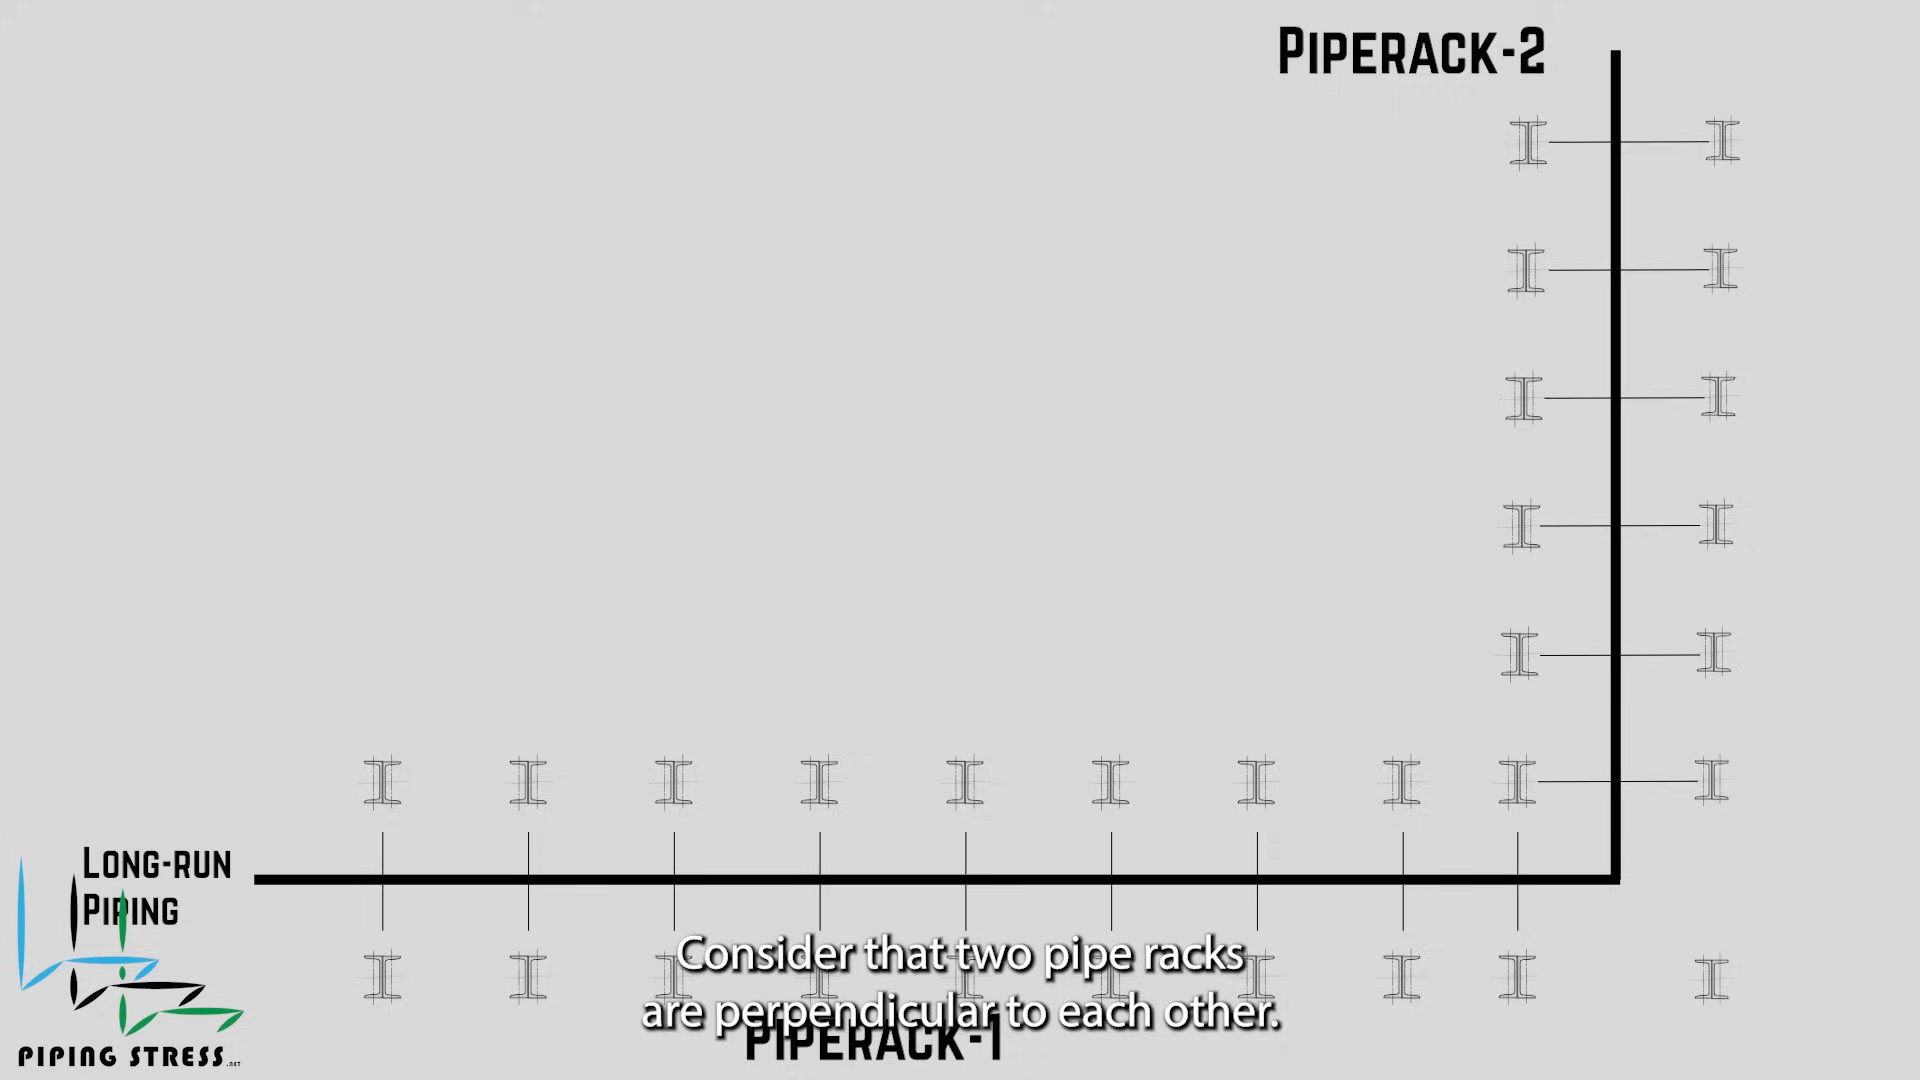 PIPERACK-2
LONG-RUN
PIPING
Consider that two pipe racks
are perpendicular to each other.
PIPERACK-1
PIPING STRESS.NET